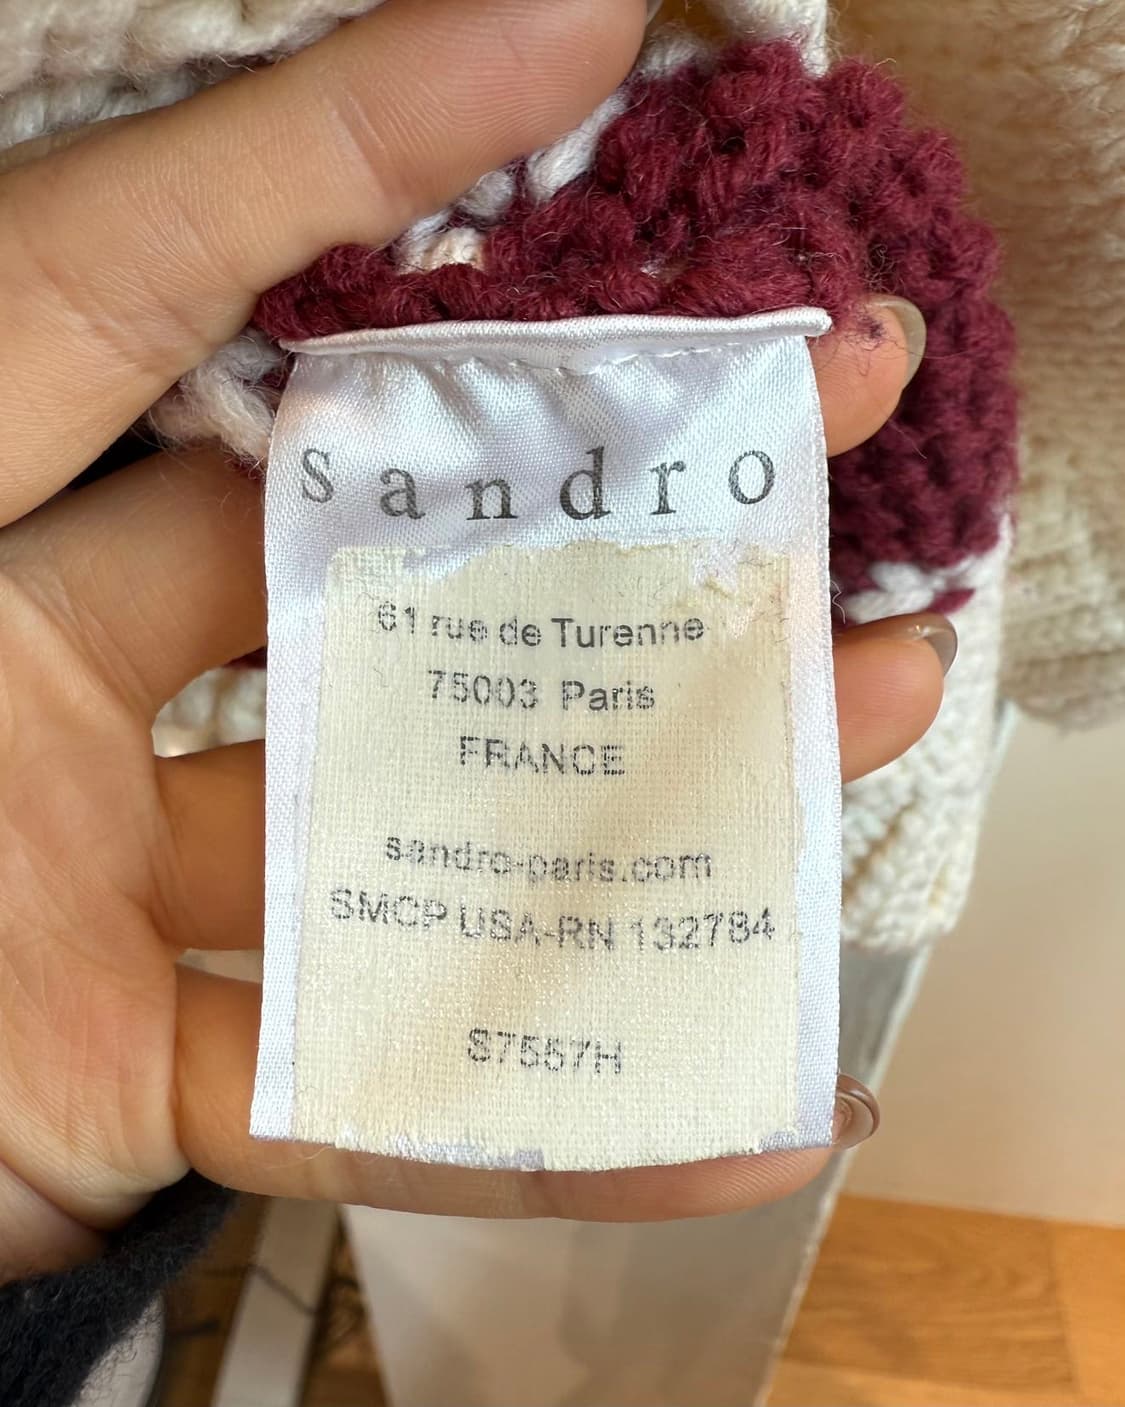 sandro
61 rue de Turenne
75003 Paris
FRANCE
sandro-paris.com
SMCP USA-RN 132784
S7557H